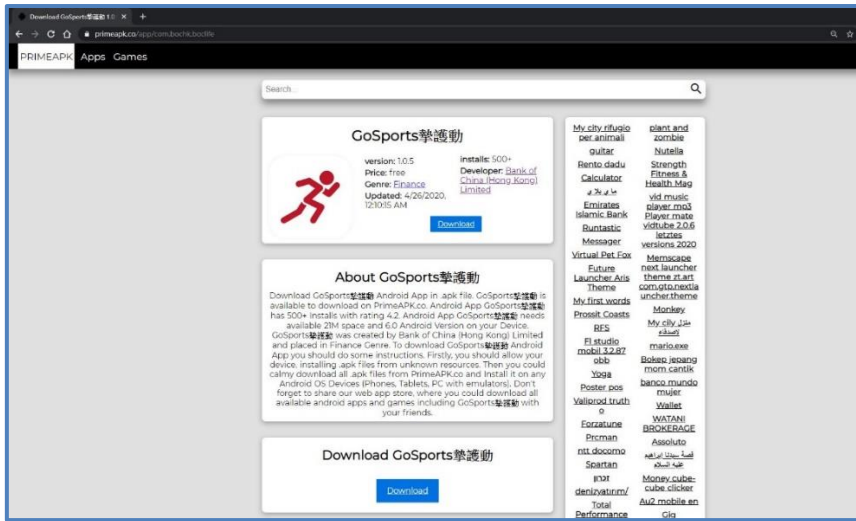 Download GoSports摯護動 1.0
primeapk.co/app/com.bochk.boclife
PRIMEAPK Apps Games
Search...
GoSports摯護動
version: 1.0.5
Price: free
Genre: Finance
Updated: 4/26/2020,
12:10:15 AM
installs: 500+
Developer: Bank of
China (Hong Kong)
Limited
Download
About GoSports摯護動
Download GoSports摯護動 Android App in .apk file. GoSports摯護動 is
available to download on PrimeAPK.co. Android App GoSports摯護動
has 500+ Installs with rating 4.2. Android App GoSports摯護動 needs
available 21M space and 6.0 Android Version on your Device.
GoSports摯護動 was created by Bank of China (Hong Kong) Limited
and placed in Finance Genre. To download GoSports摯護動 Android
App you should do some instructions. Firstly, you should allow your
device, installing .apk files from unknown resources. Then you could
calmy download all .apk files from PrimeAPK.co and Install it on any
Android OS Devices (Phones, Tablets, PC with emulators). Don't
forget to share our web app store, where you could download all
available android apps and games including GoSports摯護動 with
your friends.
Download GoSports摯護動
Download
My city rifugio
per animali
guitar
Rento dadu
Calculator
Emirates
Islamic Bank
Runtastic
Messager
Virtual Pet Fox
Future
Launcher Aris
Theme
My first words
Prossit Coasts
RFS
Fl studio
mobil 3.2.87
obb
Yoga
Poster pos
Valiprod truth
o
Forzatune
Prcman
ntt docomo
Spartan
זברון
denizyatırım/
Total
Performance
plant and
zombie
Nutella
Strength
Fitness &
Health Mag
vid music
player mp3
Player mate
vidtube 2.0.6
letztes
versions 2020
Memscape
next launcher
theme zt.art
com.gtp.nextla
uncher.theme
Monkey
My cily منزل
mario.exe
Bokep jepang
mom cantik
banco mundo
mujer
Wallet
WATANI
BROKERAGE
Assoluto
قصة سيدنا إبراهيم
عليه السلام
Money cube-
cube clicker
Au2 mobile en
Gig